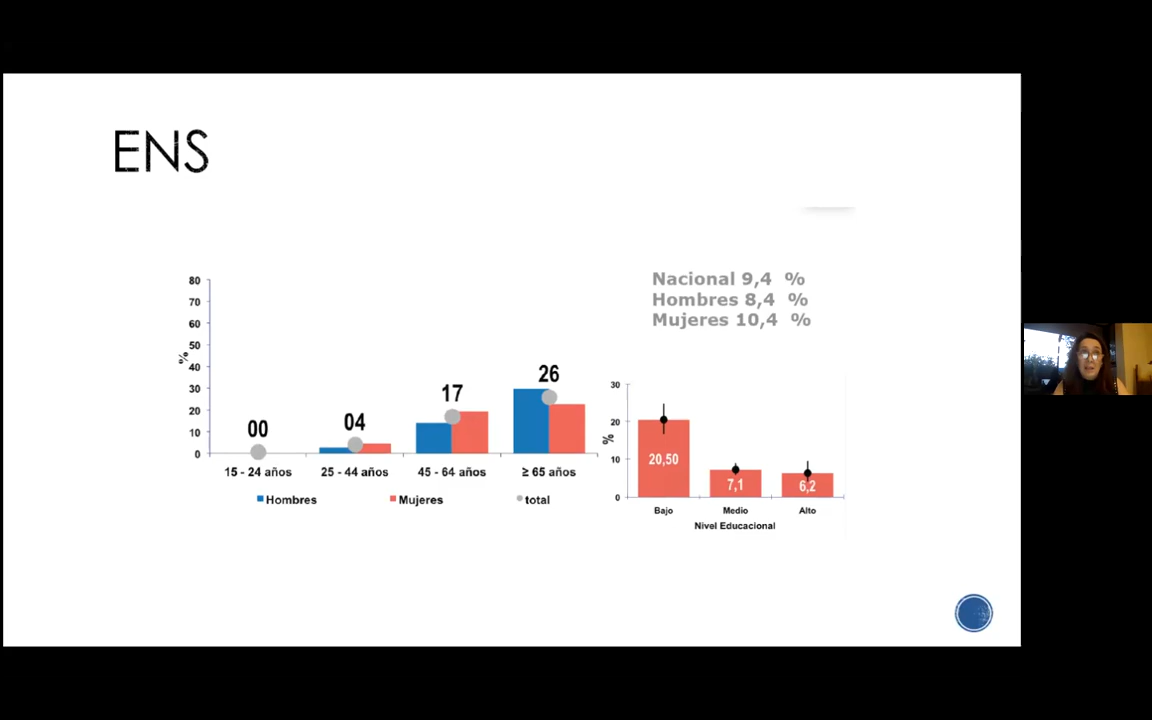 ENS
Nacional 9,4 %
Hombres 8,4 %
Mujeres 10,4 %
80
70
60
50
40
30
20
10
0
%
00
04
17
26
15 - 24 años
25 - 44 años
45 - 64 años
≥ 65 años
Hombres
Mujeres
total
30
20
10
0
%
20,50
7,1
6,2
Bajo
Medio
Alto
Nivel Educacional